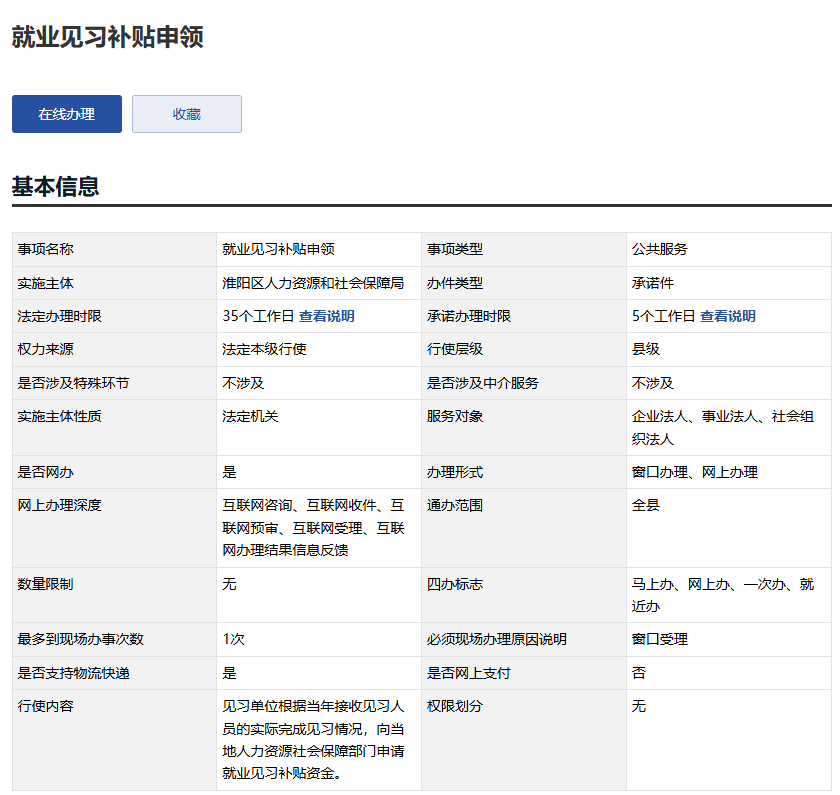 就业见习补贴申领
在线办理 收藏
基本信息
事项名称 就业见习补贴申领 事项类型 公共服务
实施主体 淮阳区人力资源和社会保障局 办件类型 承诺件
法定办理时限 35个工作日 查看说明 承诺办理时限 5个工作日 查看说明
权力来源 法定本级行使 行使层级 县级
是否涉及特殊环节 不涉及 是否涉及中介服务 不涉及
实施主体性质 法定机关 服务对象 企业法人、事业法人、社会组
织法人
是否网办 是 办理形式 窗口办理、网上办理
网上办理深度 互联网咨询、互联网收件、互 通办范围 全县
联网预审、互联网受理、互联
网办理结果信息反馈
数量限制 无 四办标志 马上办、网上办、一次办、就
近办
最多到现场办事次数 1次 必须现场办理原因说明 窗口受理
是否支持物流快递 是 是否网上支付 否
行使内容 见习单位根据当年接收见习人 权限划分 无
员的实际完成见习情况，向当
地人力资源社会保障部门申请
就业见习补贴资金。